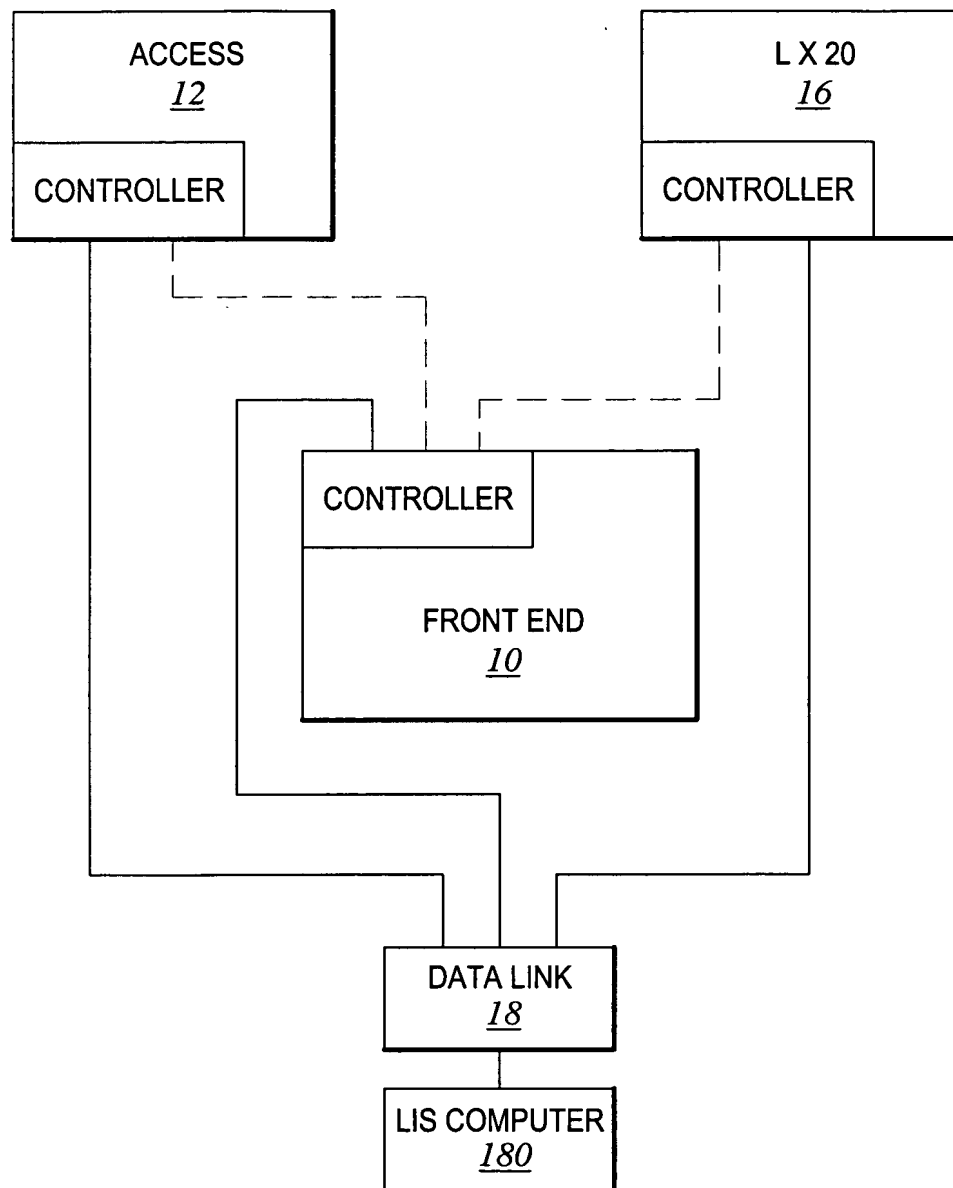 ACCESS
12
CONTROLLER
L X 20
16
CONTROLLER
CONTROLLER
FRONT END
10
DATA LINK
18
LIS COMPUTER
180